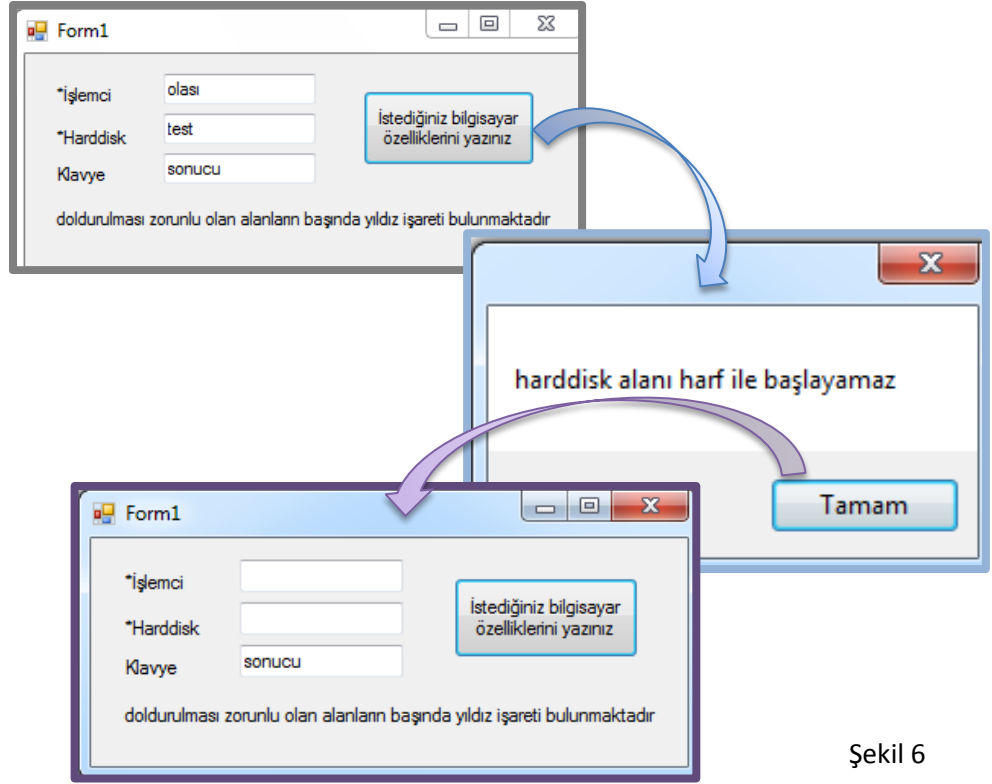 Form1
*İşlemci
olası
*Harddisk
test
Klavye
sonucu
İstediğiniz bilgisayar
özelliklerini yazınız
doldurulması zorunlu olan alanların başında yıldız işareti bulunmaktadır
harddisk alanı harf ile başlayamaz
Tamam
Form1
*İşlemci
*Harddisk
Klavye
sonucu
İstediğiniz bilgisayar
özelliklerini yazınız
doldurulması zorunlu olan alanların başında yıldız işareti bulunmaktadır
Şekil 6